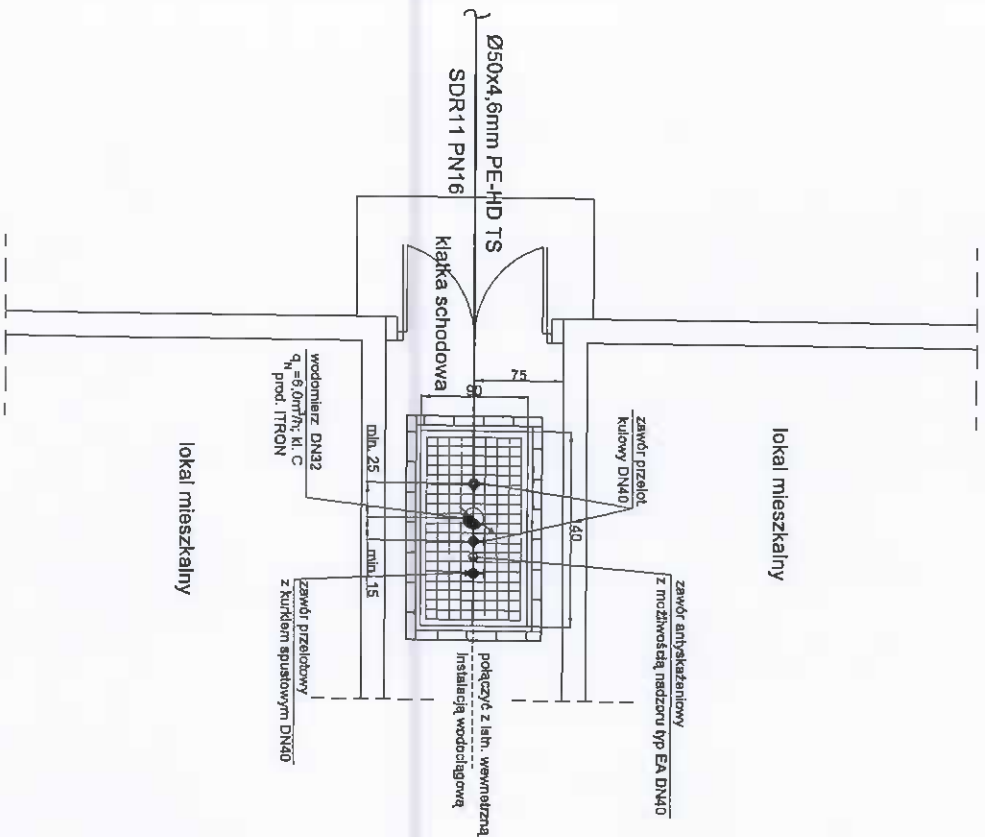 Ø50x4,6mm PE-HD TS
SDR11 PN16
klatka schodowa
75
90
zawór przelot.
kulowy DN40
lokal mieszkalny
zawór antyskażeniowy
z możliwością nadzoru typ EA DN40
połączyć z istn. wewnętrzną
instalacją wodociągową
wodomierz DN32
qN=6,0m³/h; kl. C
prod. ITRON
min. 25
min. 15
zawór przelotowy
z kurkiem spustowym DN40
lokal mieszkalny